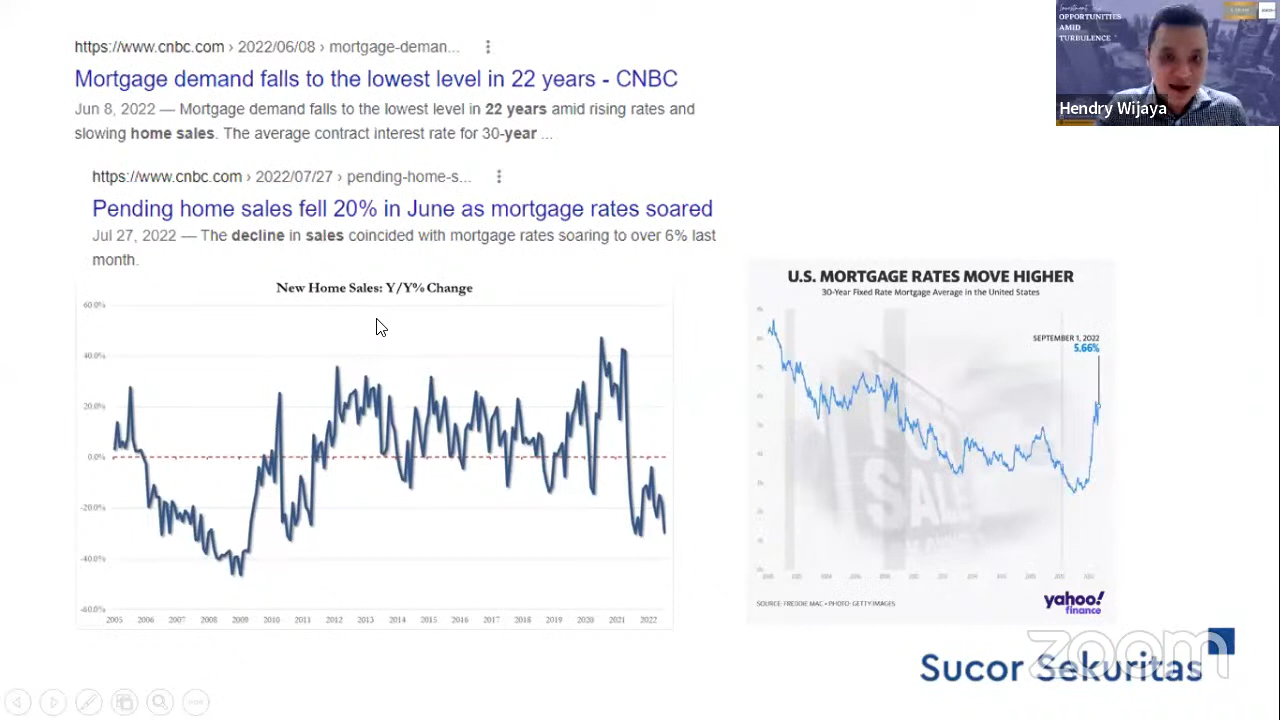 https://www.cnbc.com › 2022/06/08 › mortgage-deman...
Mortgage demand falls to the lowest level in 22 years - CNBC
Jun 8, 2022 — Mortgage demand falls to the lowest level in 22 years amid rising rates and
slowing home sales. The average contract interest rate for 30-year ...
https://www.cnbc.com › 2022/07/27 › pending-home-s...
Pending home sales fell 20% in June as mortgage rates soared
Jul 27, 2022 — The decline in sales coincided with mortgage rates soaring to over 6% last
month.
New Home Sales: Y/Y% Change
60.0%
40.0%
20.0%
0.0%
-20.0%
-40.0%
-60.0%
2005 2006 2007 2008 2009 2010 2011 2012 2013 2014 2015 2016 2017 2018 2019 2020 2021 2022
U.S. MORTGAGE RATES MOVE HIGHER
30-Year Fixed Rate Mortgage Average in the United States
SEPTEMBER 1, 2022
5.66%
FOR
SALE
SOURCE: FREDDIE MAC • PHOTO: GETTY IMAGES
yahoo!
finance
OPPORTUNITIES
AMID
TURBULENCE
Hendry Wijaya
zoom
Sucor Sekuritas